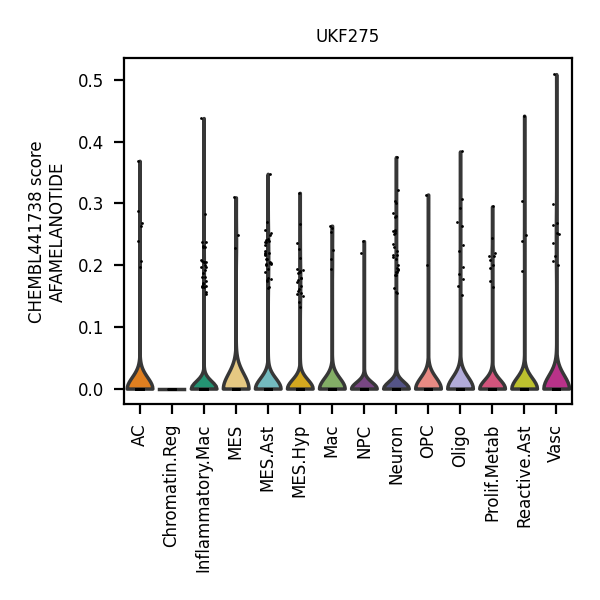 UKF275
CHEMBL441738 score
AFAMELANOTIDE
0.5
0.4
0.3
0.2
0.1
0.0
AC
Chromatin.Reg
Inflammatory.Mac
MES
MES.Ast
MES.Hyp
Mac
NPC
Neuron
OPC
Oligo
Prolif.Metab
Reactive.Ast
Vasc